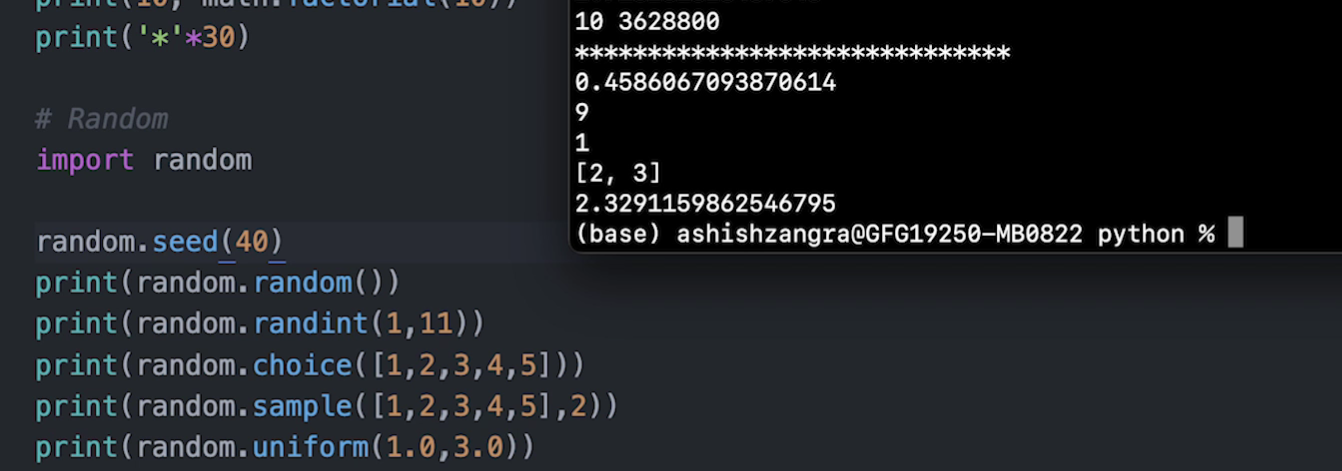 print(10, math.factorial(10))
print('*'*30)
# Random
import random
random.seed(40)
print(random.random())
print(random.randint(1,11))
print(random.choice([1,2,3,4,5]))
print(random.sample([1,2,3,4,5],2))
print(random.uniform(1.0,3.0))
10 3628800
******************************
0.4586067093870614
9
1
[2, 3]
2.3291159862546795
(base) ashishzangra@GFG19250-MB0822 python %